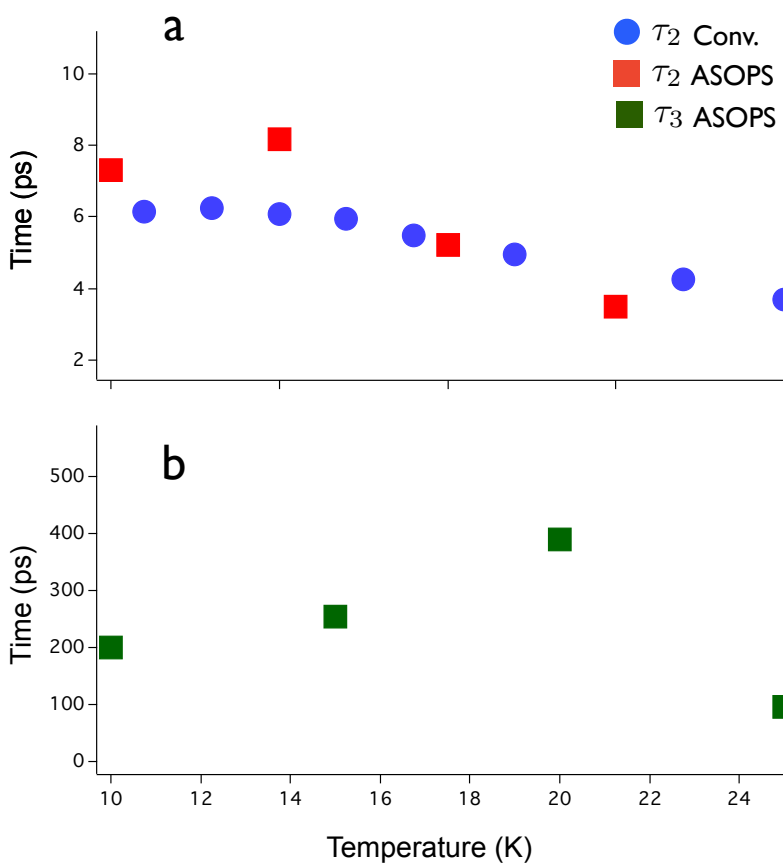 a
τ2 Conv.
τ2 ASOPS
τ3 ASOPS
10
8
6
4
2
Time (ps)
b
500
400
300
200
100
0
Time (ps)
10 12 14 16 18 20 22 24
Temperature (K)